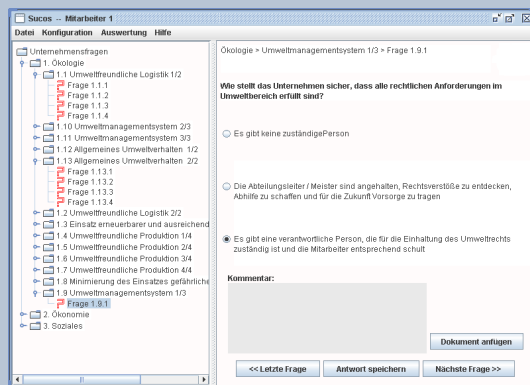 Sucos -- Mitarbeiter 1
Datei Konfiguration Auswertung Hilfe
Unternehmensfragen
1. Ökologie
1.1 Umweltfreundliche Logistik 1/2
Frage 1.1.1
Frage 1.1.2
Frage 1.1.3
Frage 1.1.4
1.10 Umweltmanagementsystem 2/3
1.11 Umweltmanagementsystem 3/3
1.12 Allgemeines Umweltverhalten 1/2
1.13 Allgemeines Umweltverhalten 2/2
Frage 1.13.1
Frage 1.13.2
Frage 1.13.3
Frage 1.13.4
1.2 Umweltfreundliche Logistik 2/2
1.3 Einsatz erneuerbarer und ausreichend
1.4 Umweltfreundliche Produktion 1/4
1.5 Umweltfreundliche Produktion 2/4
1.6 Umweltfreundliche Produktion 3/4
1.7 Umweltfreundliche Produktion 4/4
1.8 Minimierung des Einsatzes gefährliche
1.9 Umweltmanagementsystem 1/3
Frage 1.9.1
2. Ökonomie
3. Soziales
Ökologie > Umweltmanagementsystem 1/3 > Frage 1.9.1
Wie stellt das Unternehmen sicher, dass alle rechtlichen Anforderungen im
Umweltbereich erfüllt sind?
Es gibt keine zuständigePerson
Die Abteilungsleiter / Meister sind angehalten, Rechtsverstöße zu entdecken,
Abhilfe zu schaffen und für die Zukunft Vorsorge zu tragen
Es gibt eine verantwortliche Person, die für die Einhaltung des Umweltrechts
zuständig ist und die Mitarbeiter entsprechend schult
Kommentar:
Dokument anfügen
<< Letzte Frage Antwort speichern Nächste Frage >>